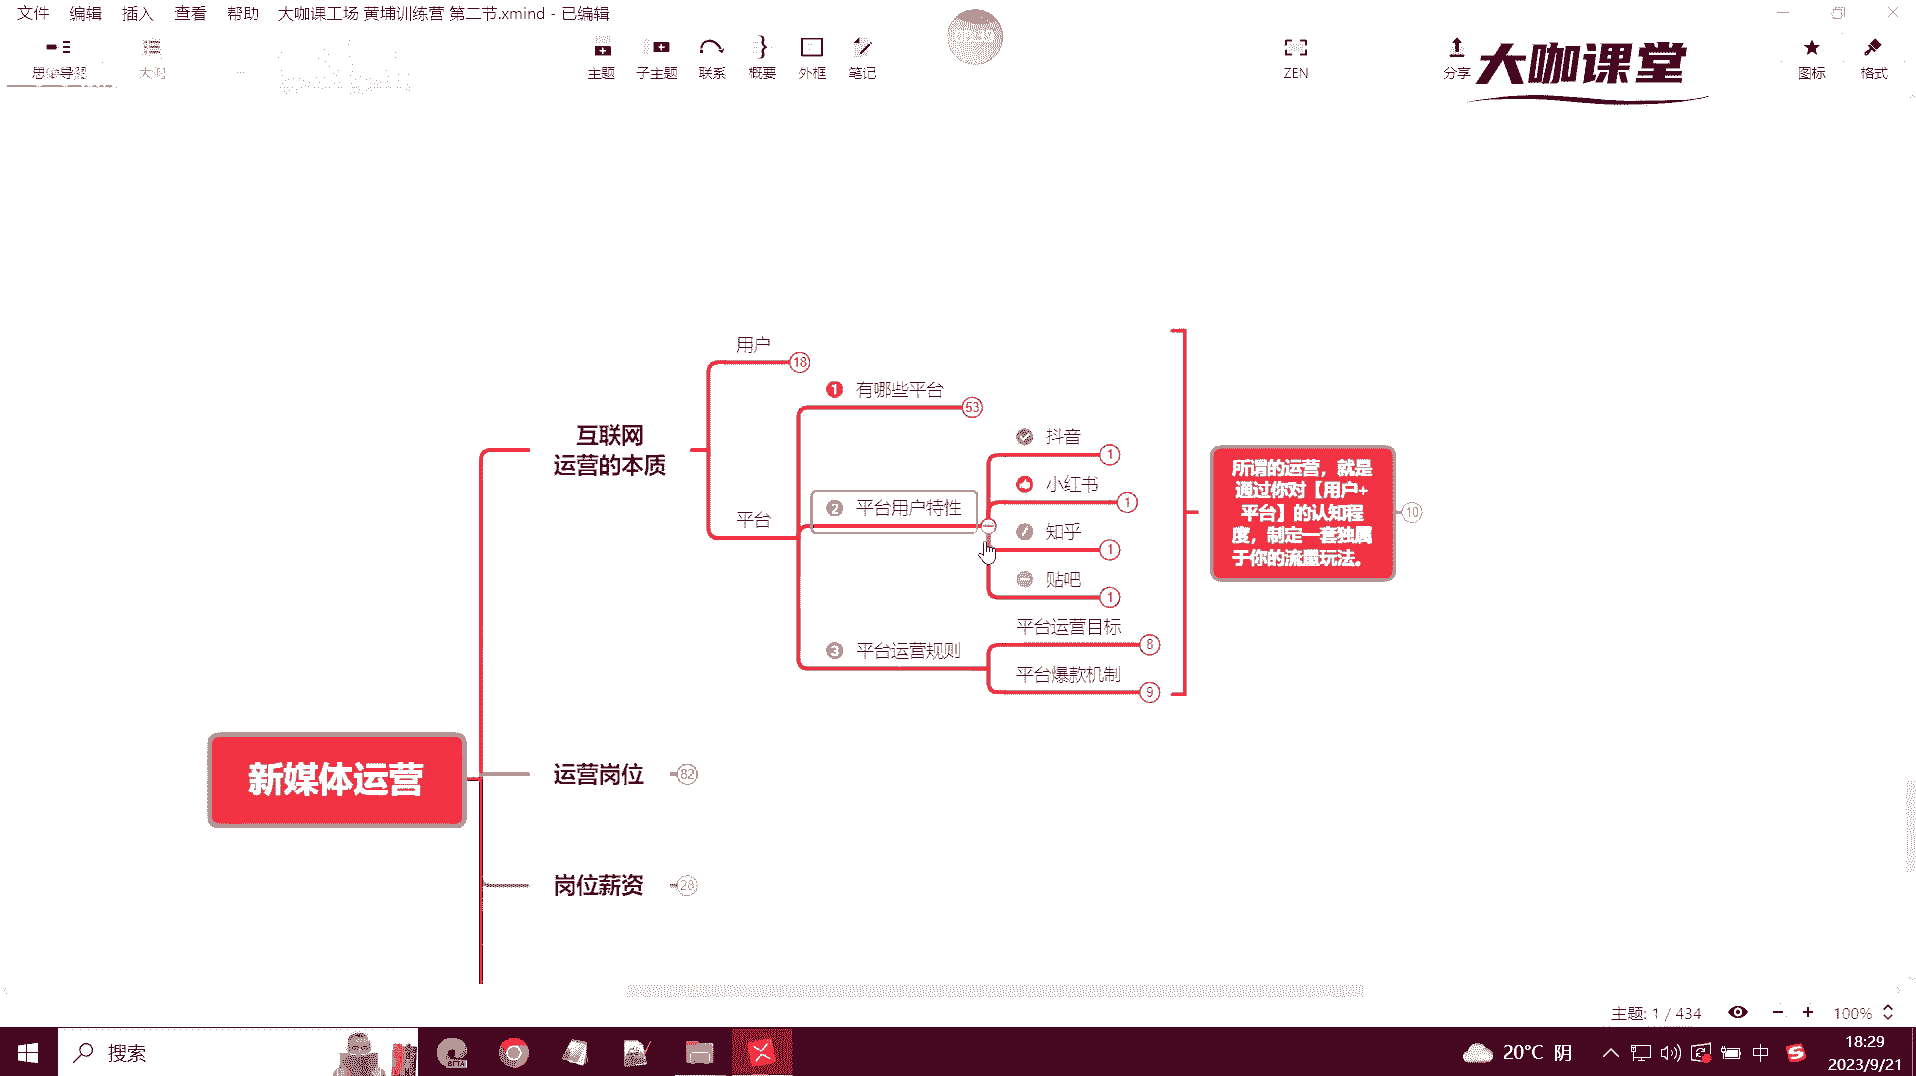 文件 编辑 插入 查看 帮助 大咖课工场 黄埔训练营 第二节.xmind - 已编辑
思维导图
大纲
主题
子主题
联系
概要
外框
笔记
ZEN
分享
大咖课堂
图标
格式
用户
18
1 有哪些平台
53
互联网
运营的本质
平台
2 平台用户特性
抖音
1
小红书
1
知乎
1
贴吧
1
3 平台运营规则
平台运营目标
8
平台爆款机制
9
所谓的运营，就是
通过你对【用户+
平台】的认知程
度，制定一套独属
于你的流量玩法。
10
新媒体运营
运营岗位
82
岗位薪资
28
主题: 1 / 434
100%
搜索
BETA
20°C 阴
中
18:29
2023/9/21